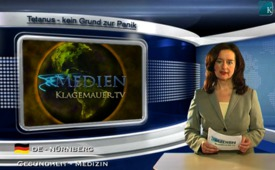 Tetanus - kein Grund zur Panik
K
MEDIEN
KLAGEMAUER.TV
DE - NÜRNBERG
GESUNDHEIT - MEDIZIN